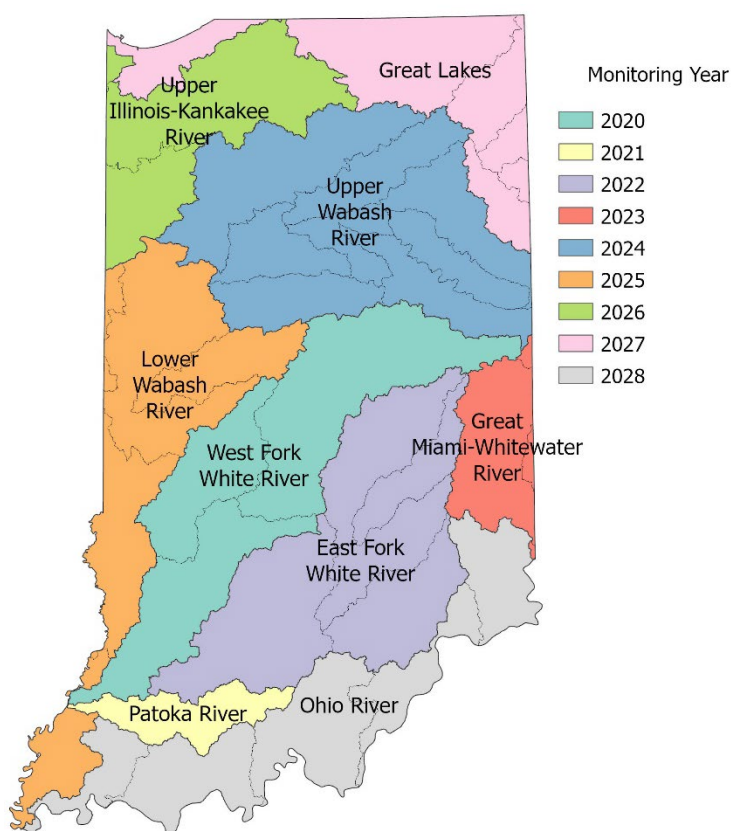 Great Lakes
Upper
Illinois-Kankakee
River
Upper
Wabash
River
Lower
Wabash
River
West Fork
White River
Great
Miami-Whitewater
River
East Fork
White River
Patoka River
Ohio River
Monitoring Year
2020
2021
2022
2023
2024
2025
2026
2027
2028